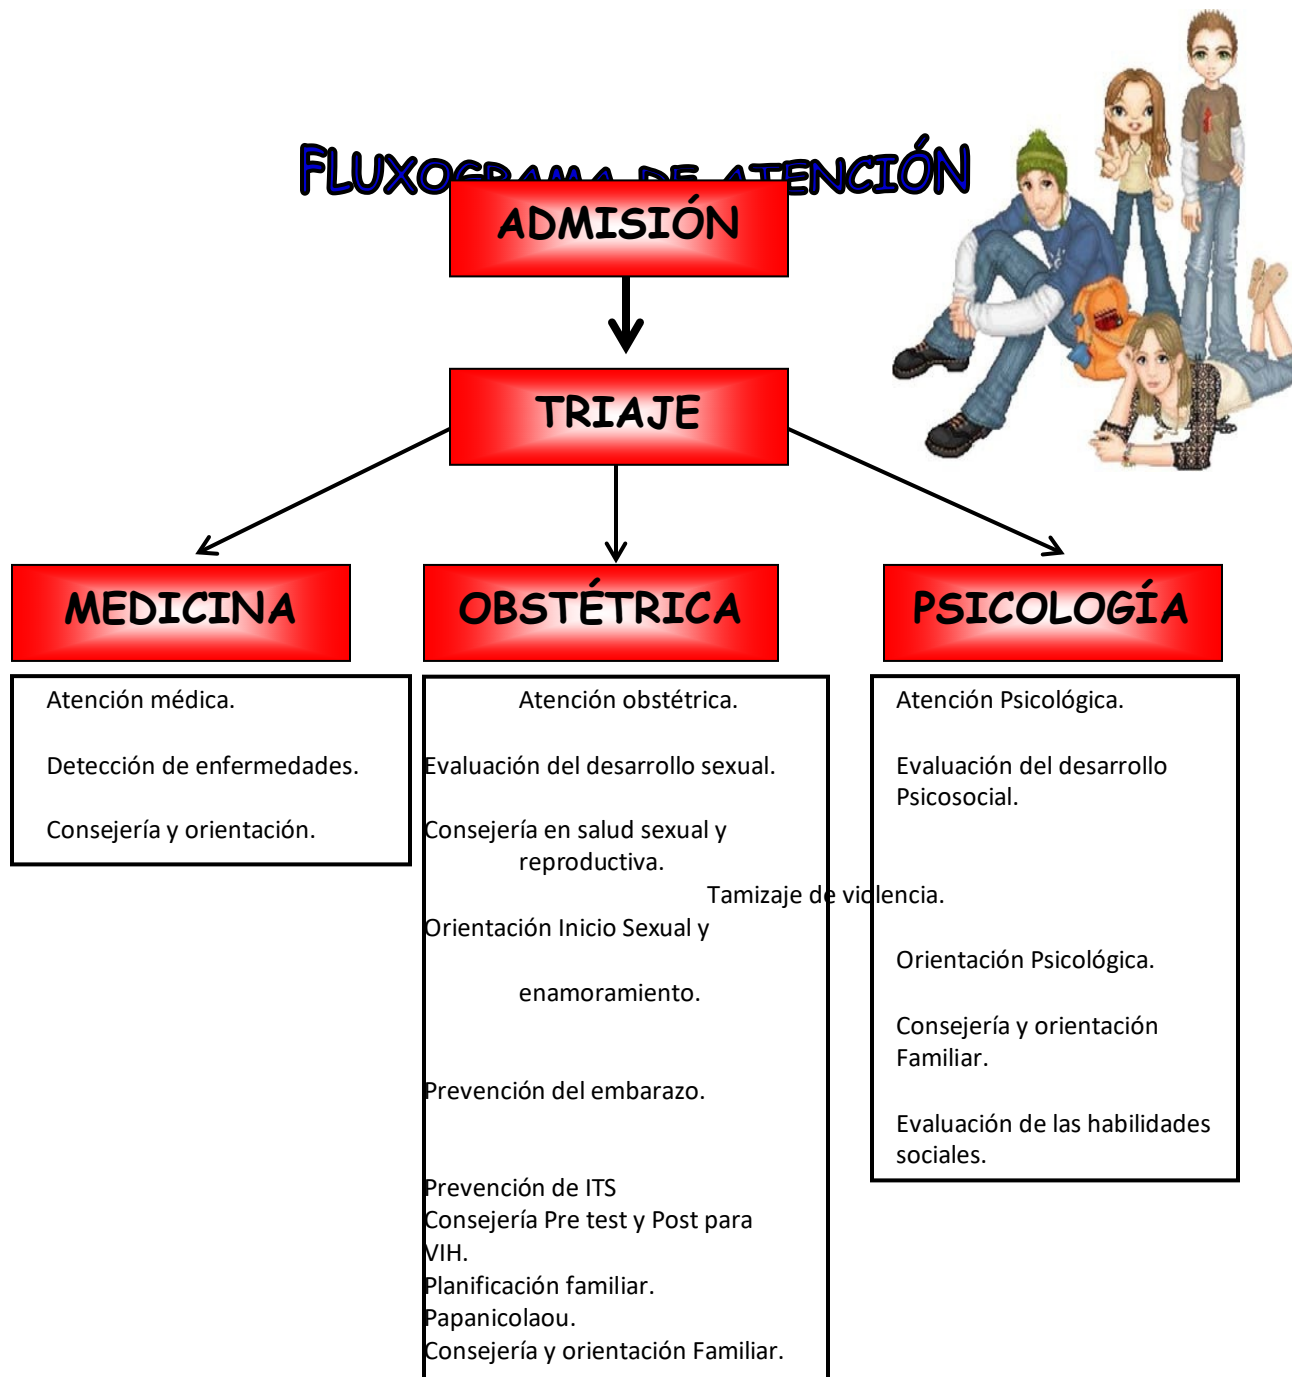 FLUXOGRAMA DE ATENCIÓN
ADMISIÓN
TRIAJE
MEDICINA
Atención médica.
Detección de enfermedades.
Consejería y orientación.
OBSTÉTRICA
Atención obstétrica.
Evaluación del desarrollo sexual.
Consejería en salud sexual y
reproductiva.
Orientación Inicio Sexual y
enamoramiento.
Prevención del embarazo.
Prevención de ITS
Consejería Pre test y Post para
VIH.
Planificación familiar.
Papanicolaou.
Consejería y orientación Familiar.
PSICOLOGÍA
Atención Psicológica.
Evaluación del desarrollo
Psicosocial.
Tamizaje de violencia.
Orientación Psicológica.
Consejería y orientación
Familiar.
Evaluación de las habilidades
sociales.